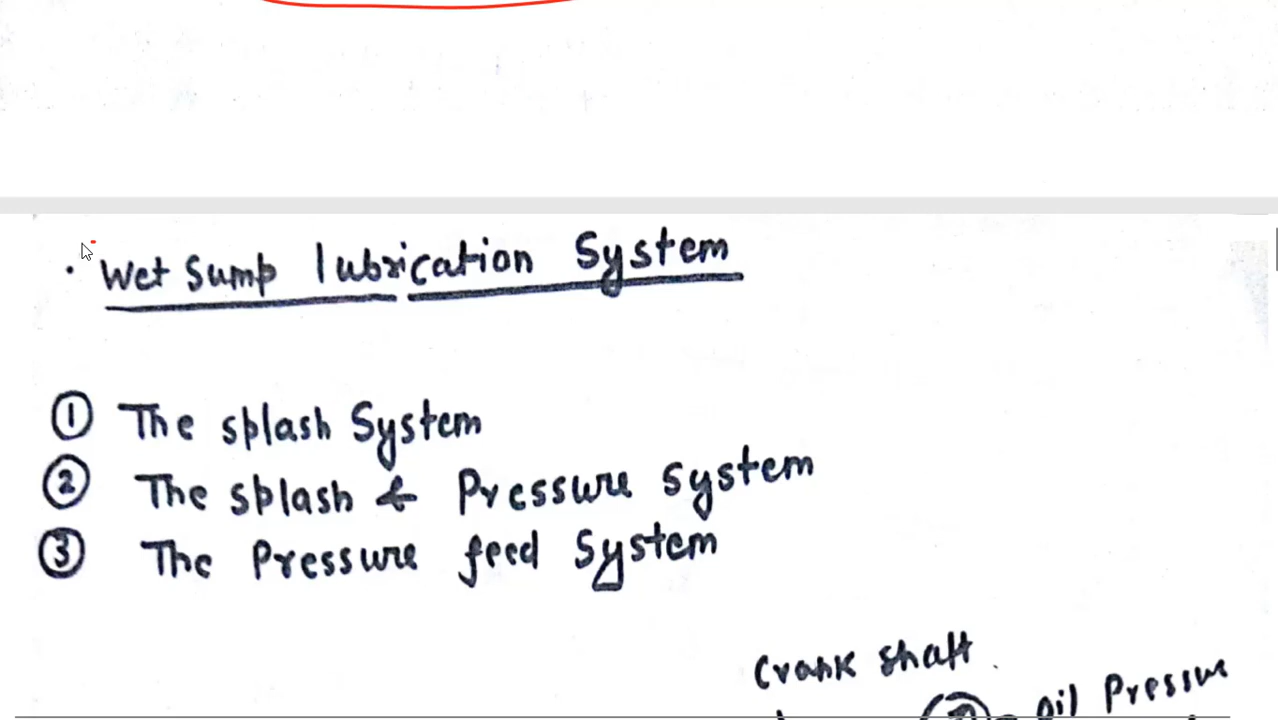 · Wet Sump lubrication System
① The splash System
② The splash & Pressure system
③ The Pressure feed System
Crank shaft
oil Pressure